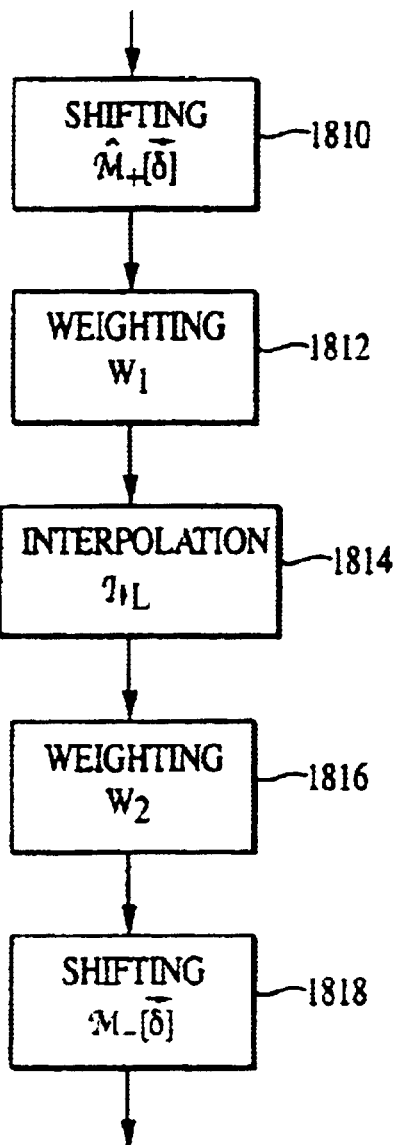 SHIFTING
M̂₊[δ⃗]
1810
WEIGHTING
W₁
1812
INTERPOLATION
1814
WEIGHTING
W₂
1816
SHIFTING
M₋[δ⃗]
1818